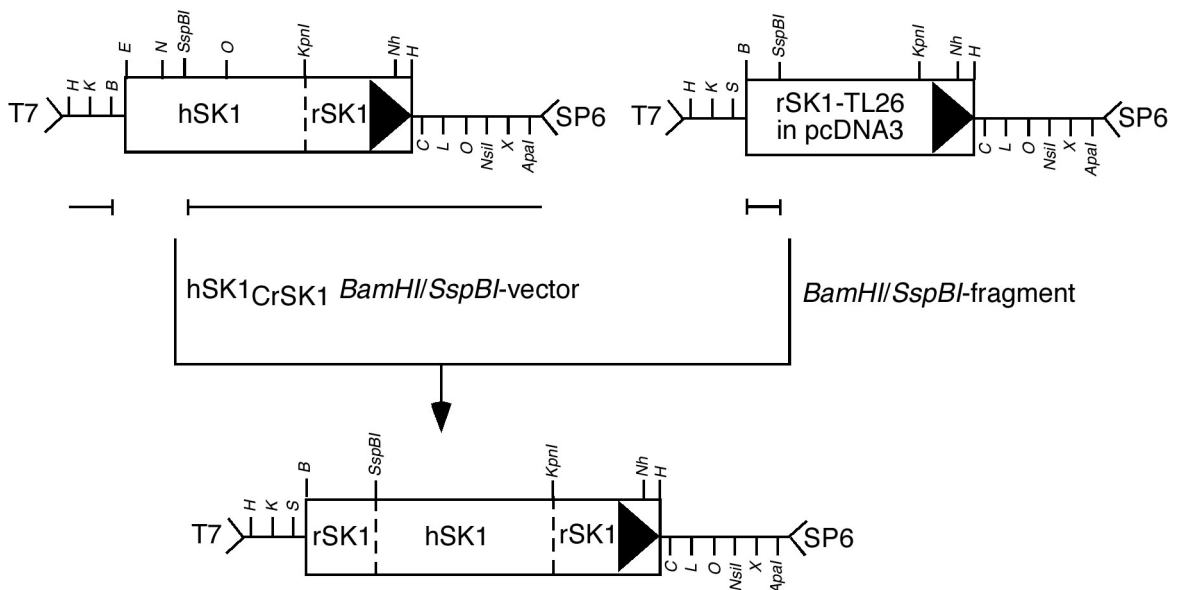 E N SspBI O KpnI Nh H
H K B
T7 hSK1 rSK1 SP6
C L O NsiI X ApaI
B SspBI KpnI Nh H
H K S
T7 rSK1-TL26 SP6
in pcDNA3
C L O NsiI X ApaI
hSK1CrSK1 BamHI/SspBI-vector
BamHI/SspBI-fragment
B SspBI KpnI Nh H
H K S
T7 rSK1 hSK1 rSK1 SP6
C L O NsiI X ApaI